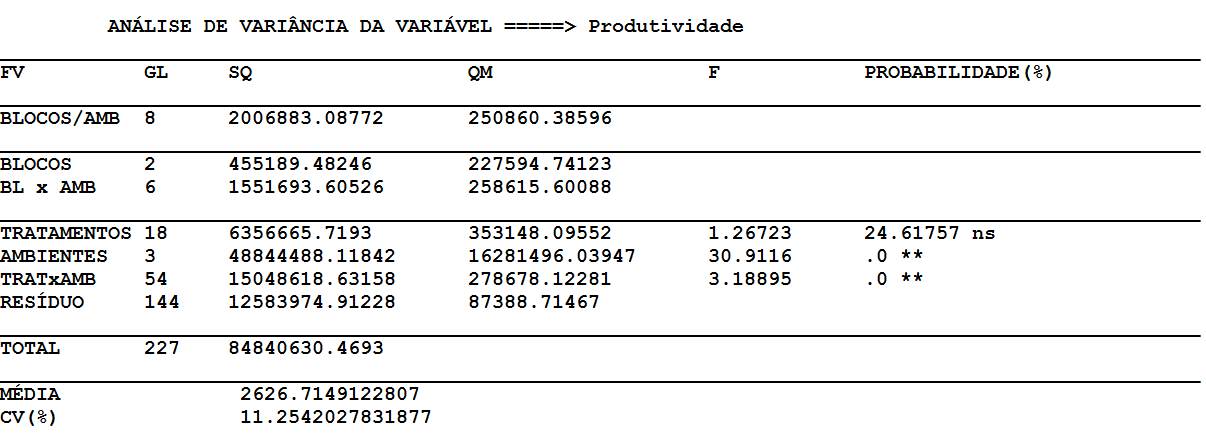 ANÁLISE DE VARIÂNCIA DA VARIÁVEL =====> Produtividade
FV GL SQ QM F PROBABILIDADE(%)
BLOCOS/AMB 8 2006883.08772 250860.38596
BLOCOS 2 455189.48246 227594.74123
BL x AMB 6 1551693.60526 258615.60088
TRATAMENTOS 18 6356665.7193 353148.09552 1.26723 24.61757 ns
AMBIENTES 3 48844488.11842 16281496.03947 30.9116 .0 **
TRATxAMB 54 15048618.63158 278678.12281 3.18895 .0 **
RESÍDUO 144 12583974.91228 87388.71467
TOTAL 227 84840630.4693
MÉDIA 2626.7149122807
CV(%) 11.2542027831877